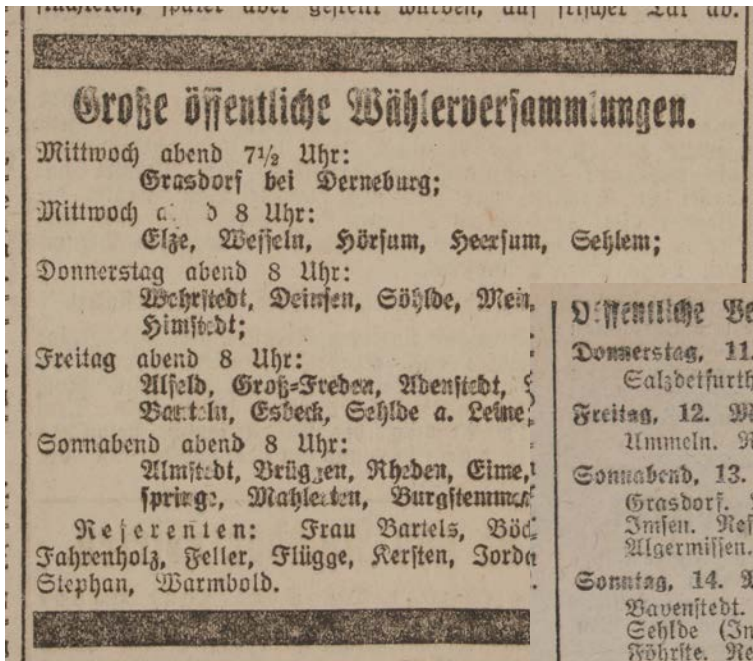 Große öffentliche Wählerversammlungen.
Mittwoch abend 7½ Uhr:
Grasdorf bei Derneburg;
Mittwoch 8 Uhr:
Elze, Wesseln, Hörsum, Heersum, Sehlem;
Donnerstag abend 8 Uhr:
Wehrstedt, Deinsen, Söhlde,
Himstedt;
Freitag abend 8 Uhr:
Alfeld, Groß-Freden, Adenstedt,
Banteln, Esbeck, Sehlde a. Leine
Sonnabend abend 8 Uhr:
Almstedt, Brüggen, Rheden, Eime,
springe, Mahlerten, Burgstemmen
Referenten: Frau Bartels,
Fahrenholz, Feller, Flügge, Kersten,
Stephan, Warmbold.
Öffentliche
Donnerstag, 11.
Salzdetfurth
Freitag, 12.
Ummeln.
Sonnabend, 13.
Grasdorf.
Imsen.
Algermissen.
Sonntag, 14.
Bavenstedt.
Sehlde
Föhrste.